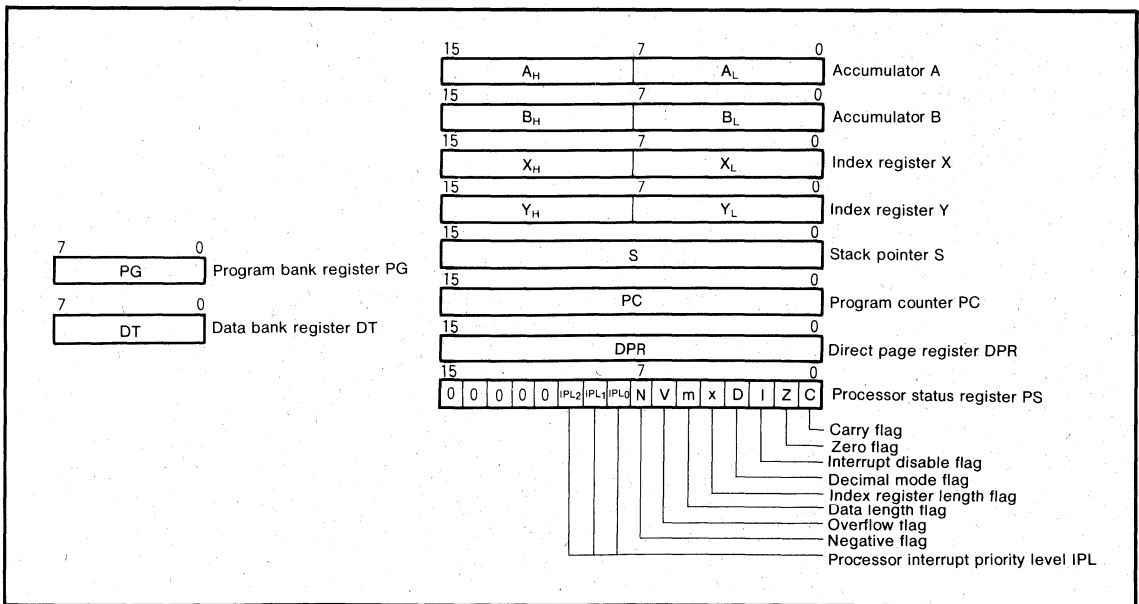 15 7 0
A_H A_L Accumulator A
15 7 0
B_H B_L Accumulator B
15 7 0
X_H X_L Index register X
15 7 0
Y_H Y_L Index register Y
15 0
S Stack pointer S
15 0
PC Program counter PC
15 0
DPR Direct page register DPR
15 7 0
0 0 0 0 0 IPL2 IPL1 IPL0 N V m x D I Z C Processor status register PS
Carry flag
Zero flag
Interrupt disable flag
Decimal mode flag
Index register length flag
Data length flag
Overflow flag
Negative flag
Processor interrupt priority level IPL
7 0
PG Program bank register PG
7 0
DT Data bank register DT